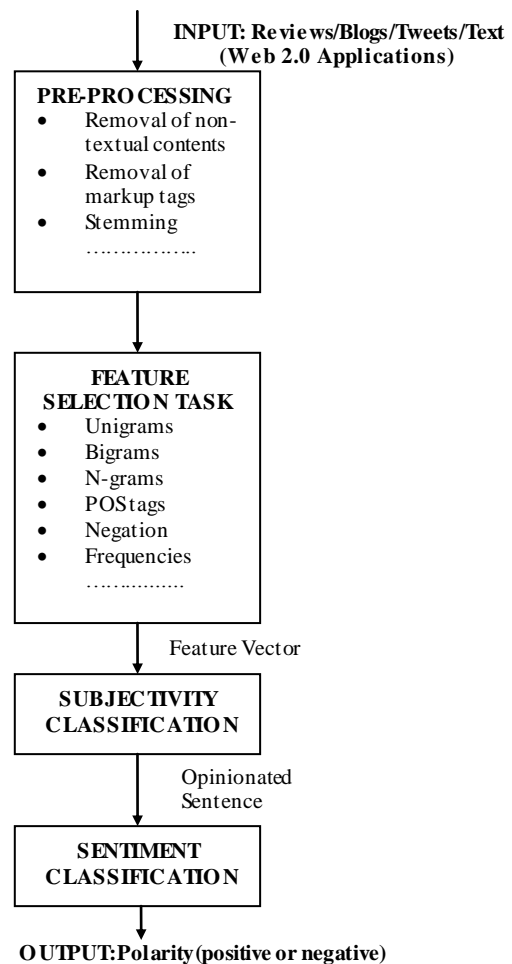 INPUT: Reviews/Blogs/Tweets/Text
(Web 2.0 Applications)
PRE-PROCESSING
• Removal of non-
textual contents
• Removal of
markup tags
• Stemming
……………..
FEATURE
SELECTION TASK
• Unigrams
• Bigrams
• N-grams
• POS tags
• Negation
• Frequencies
……..........
Feature Vector
SUBJECTIVITY
CLASSIFICATION
Opinionated
Sentence
SENTIMENT
CLASSIFICATION
OUTPUT:Polarity(positive or negative)